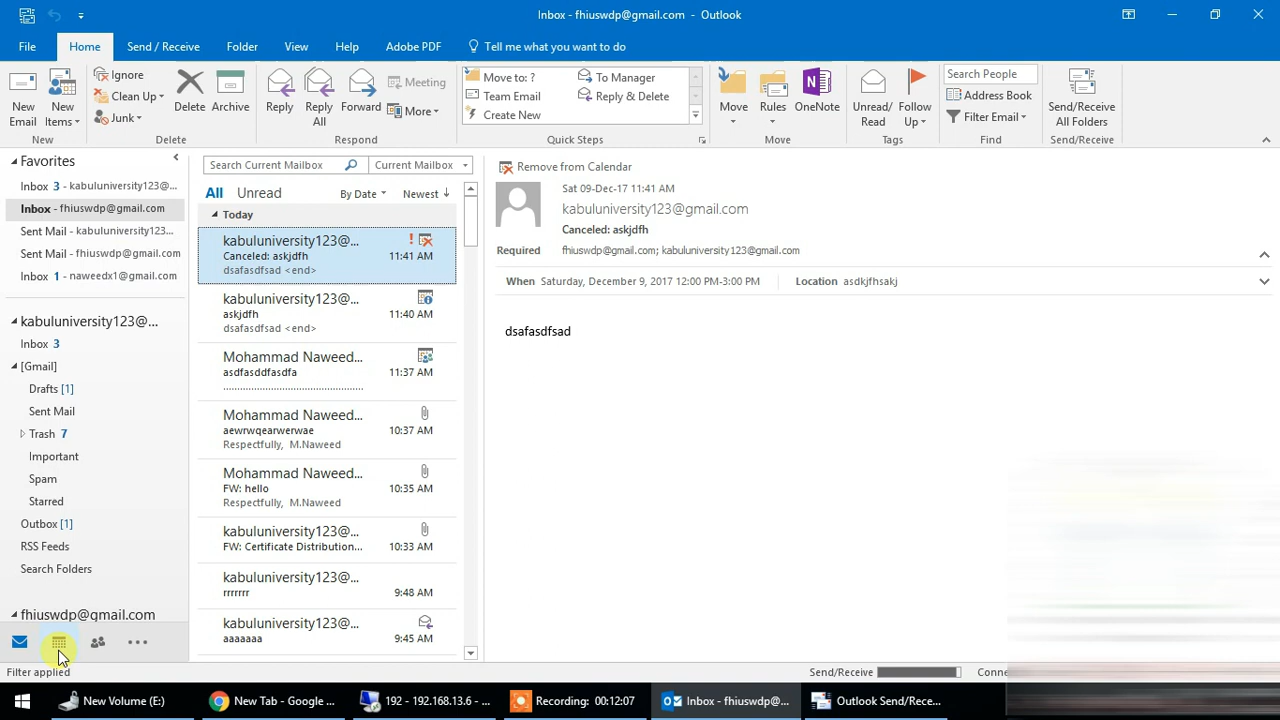 Inbox - fhiuswdp@gmail.com - Outlook
File Home Send / Receive Folder View Help Adobe PDF Tell me what you want to do
New Email
New Items
Ignore
Clean Up
Junk
Delete
Archive
Reply
Reply All
Forward
Meeting
More
Move to: ?
Team Email
Create New
To Manager
Reply & Delete
Move
Rules
OneNote
Unread/ Read
Follow Up
Search People
Address Book
Filter Email
Send/Receive All Folders
New Delete Respond Quick Steps Move Tags Find Send/Receive
Favorites
Inbox 3 - kabuluniversity123@...
Inbox - fhiuswdp@gmail.com
Sent Mail - kabuluniversity123...
Sent Mail - fhiuswdp@gmail.com
Inbox 1 - naweedx1@gmail.com
kabuluniversity123@...
Inbox 3
[Gmail]
Drafts [1]
Sent Mail
Trash 7
Important
Spam
Starred
Outbox [1]
RSS Feeds
Search Folders
fhiuswdp@gmail.com
Search Current Mailbox Current Mailbox
All Unread By Date Newest
Today
kabuluniversity123@...
Canceled: askjdfh 11:41 AM
dsafasdfsad <end>
kabuluniversity123@...
askjdfh 11:40 AM
dsafasdfsad <end>
Mohammad Naweed...
asdfasddfasdfa 11:37 AM
Mohammad Naweed...
aewrwqearwerwae 10:37 AM
Respectfully, M.Naweed
Mohammad Naweed...
FW: hello 10:35 AM
Respectfully, M.Naweed
kabuluniversity123@...
FW: Certificate Distribution... 10:33 AM
kabuluniversity123@...
rrrrrrr 9:48 AM
kabuluniversity123@...
aaaaaaa 9:45 AM
Remove from Calendar
Sat 09-Dec-17 11:41 AM
kabuluniversity123@gmail.com
Canceled: askjdfh
Required fhiuswdp@gmail.com; kabuluniversity123@gmail.com
When Saturday, December 9, 2017 12:00 PM-3:00 PM Location asdkjfhsakj
dsafasdfsad
Filter applied Send/Receive
New Volume (E:) New Tab - Google ... 192 - 192.168.13.6 - ... Recording: 00:12:07 Inbox - fhiuswdp@... Outlook Send/Rece...